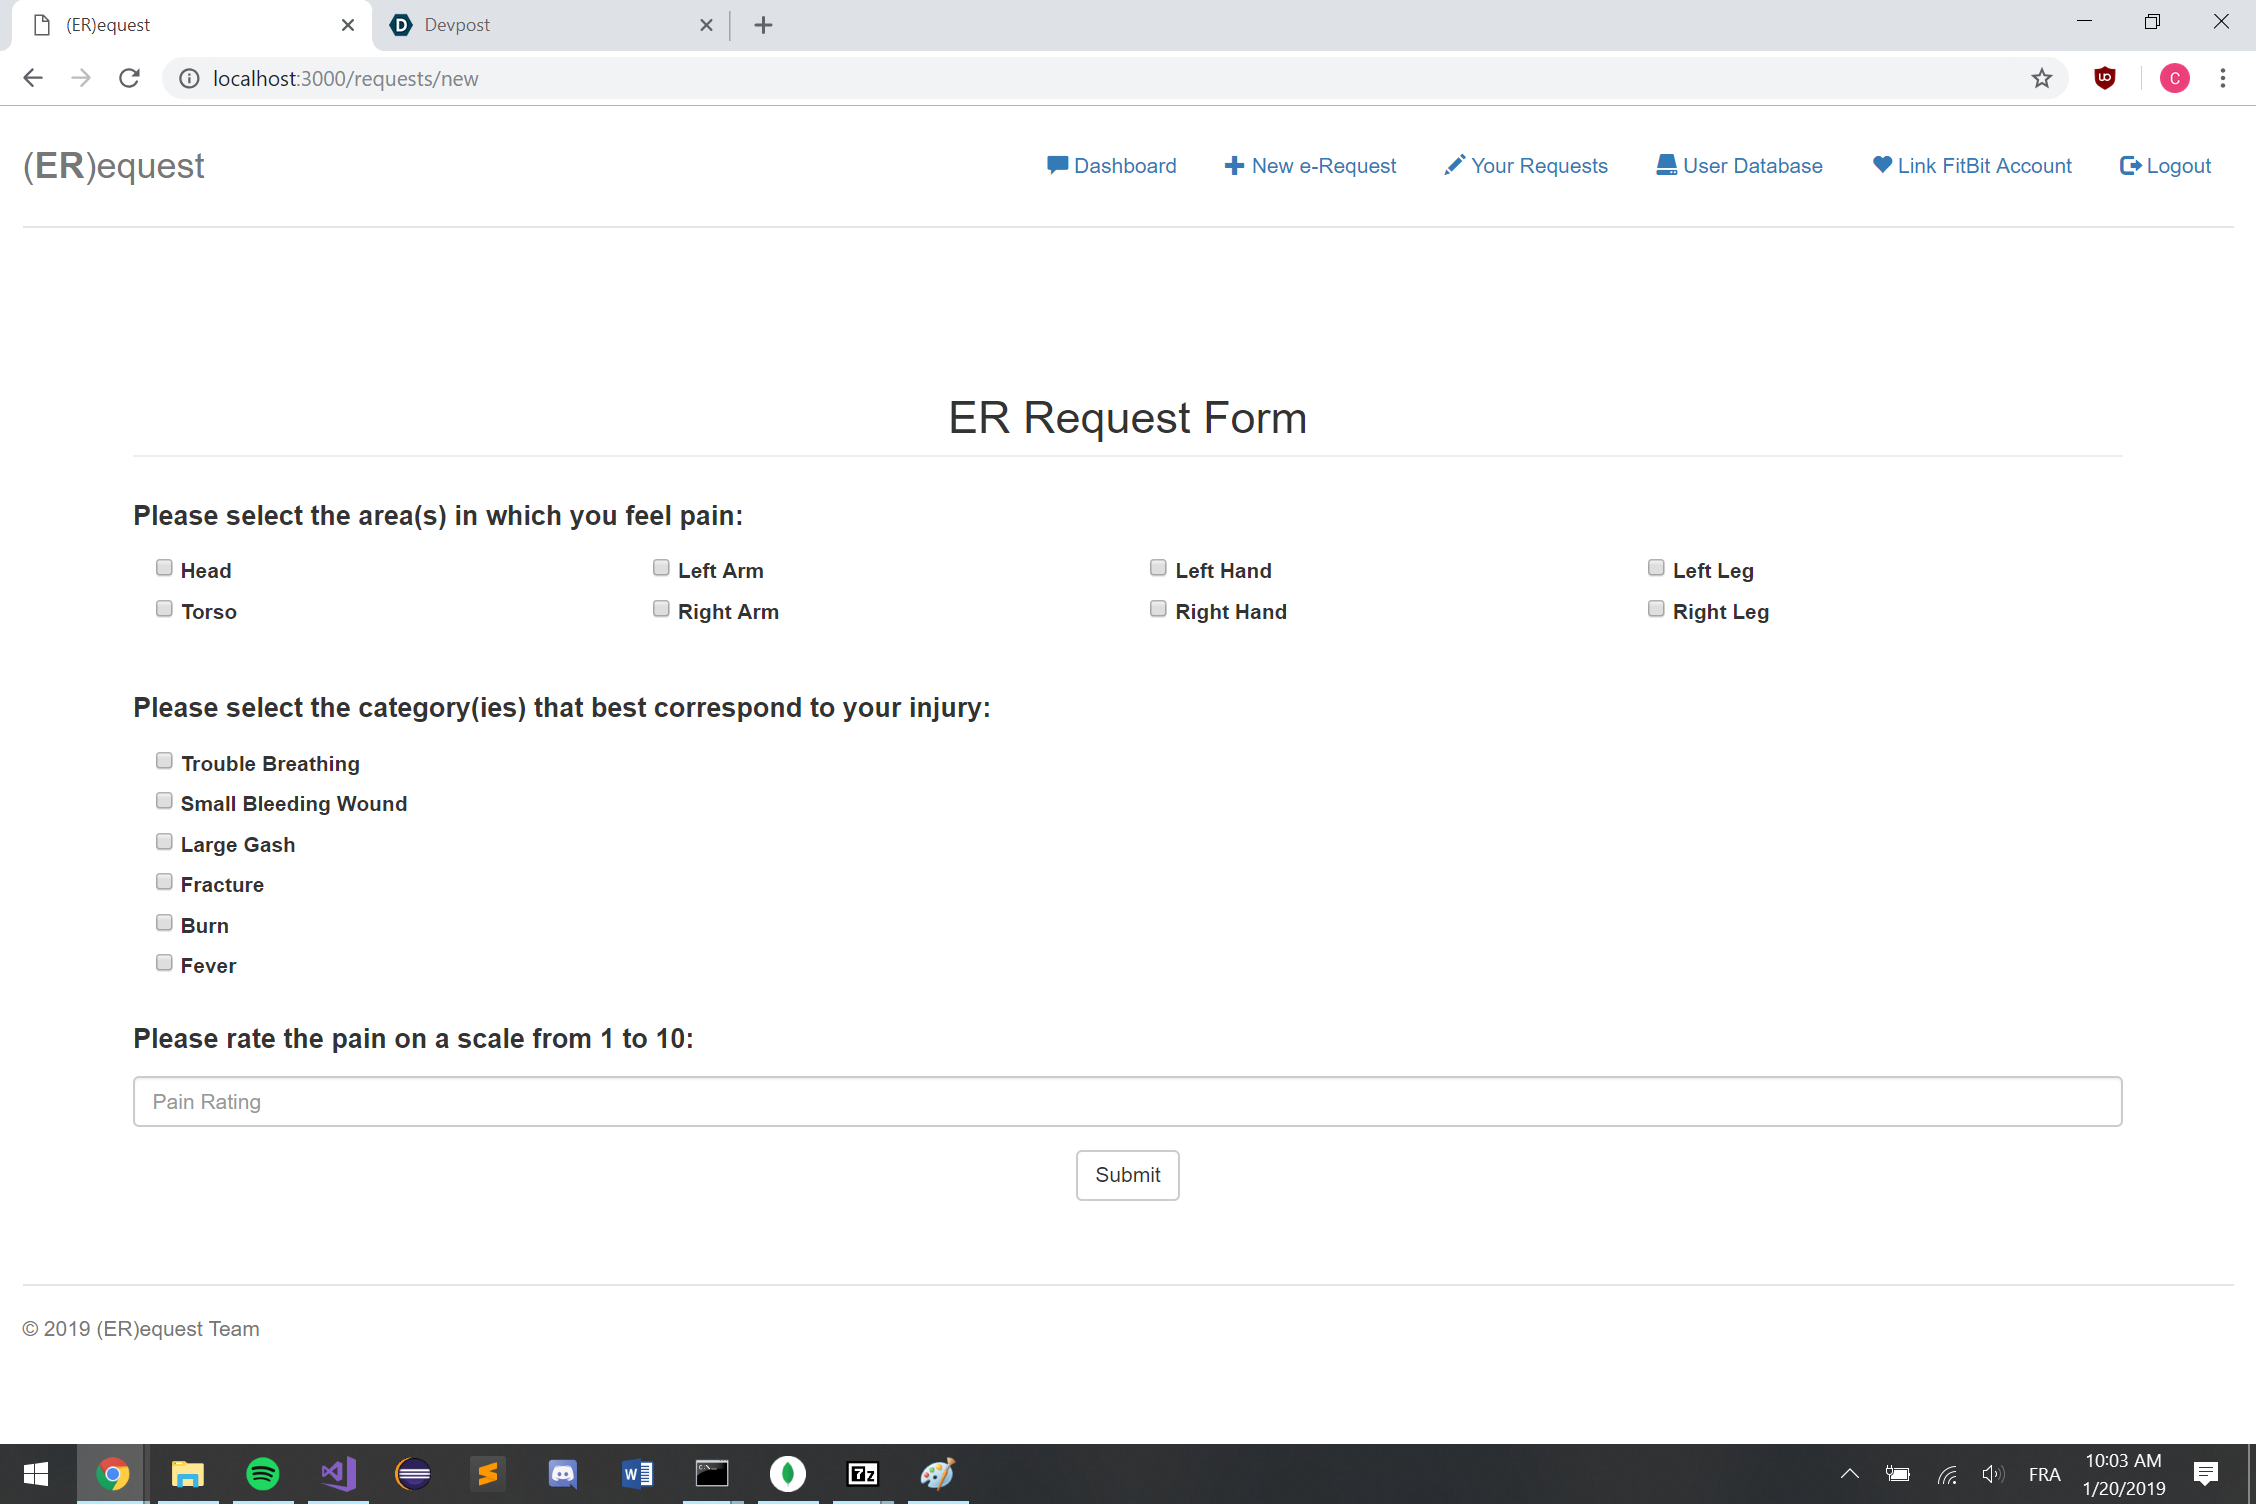 (ER)equest
Devpost
localhost:3000/requests/new
C
(ER)equest
Dashboard
New e-Request
Your Requests
User Database
Link FitBit Account
Logout
ER Request Form
Please select the area(s) in which you feel pain:
Head
Left Arm
Left Hand
Left Leg
Torso
Right Arm
Right Hand
Right Leg
Please select the category(ies) that best correspond to your injury:
Trouble Breathing
Small Bleeding Wound
Large Gash
Fracture
Burn
Fever
Please rate the pain on a scale from 1 to 10:
Pain Rating
Submit
© 2019 (ER)equest Team
FRA
10:03 AM
1/20/2019